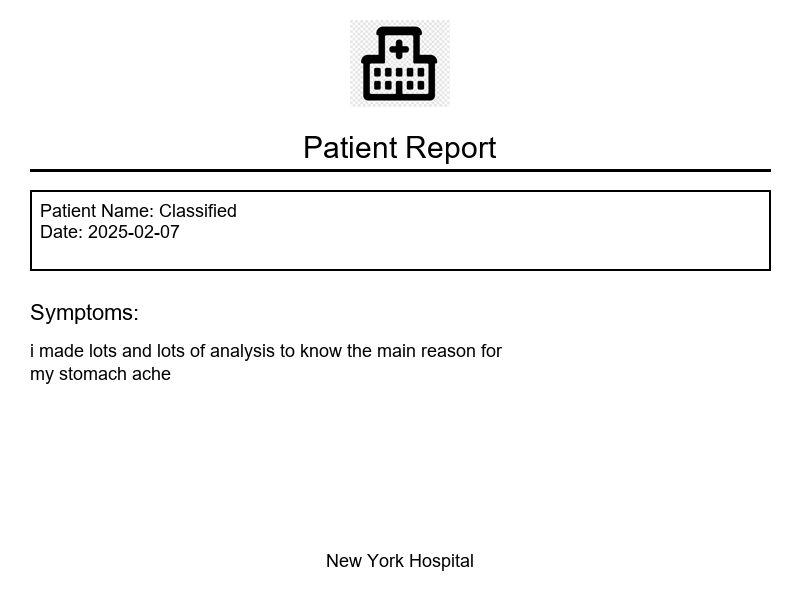 Patient Report
Patient Name: Classified
Date: 2025-02-07
Symptoms:
i made lots and lots of analysis to know the main reason for
my stomach ache
New York Hospital